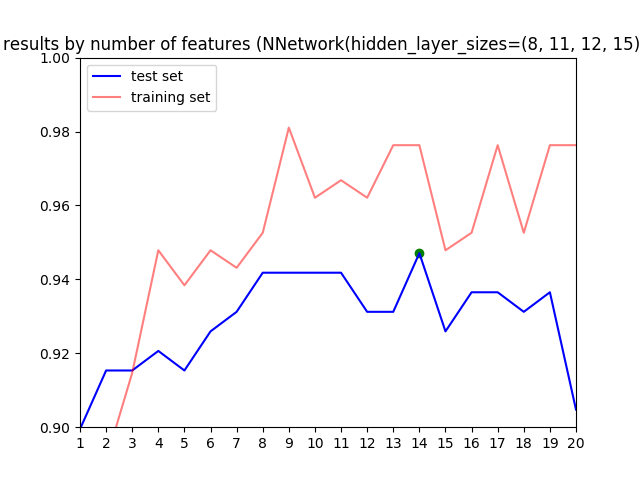 results by number of features (NNetwork(hidden_layer_sizes=(8, 11, 12, 15)
1.00
0.98
0.96
0.94
0.92
0.90
test set
training set
1 2 3 4 5 6 7 8 9 10 11 12 13 14 15 16 17 18 19 20